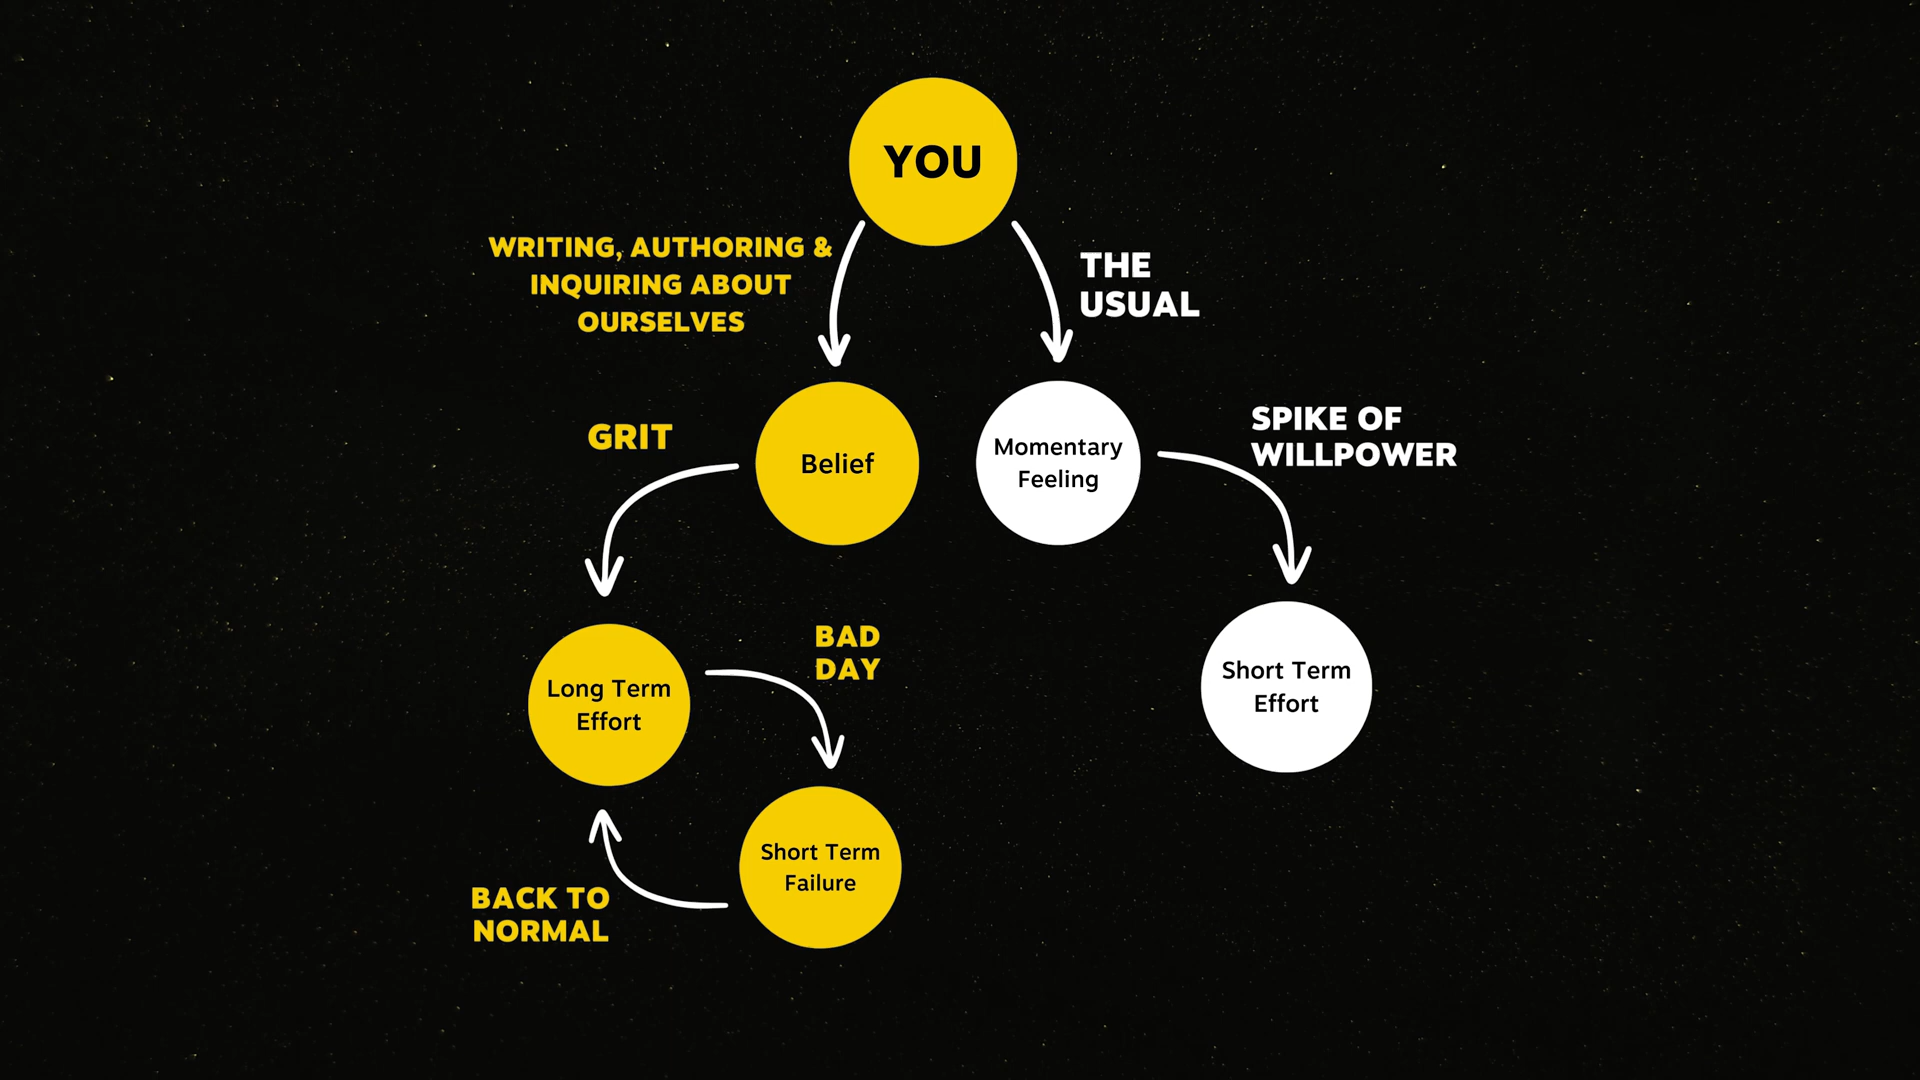 YOU
WRITING, AUTHORING &
INQUIRING ABOUT
OURSELVES
THE
USUAL
GRIT
Belief
Momentary
Feeling
SPIKE OF
WILLPOWER
BAD
DAY
Long Term
Effort
Short Term
Effort
Short Term
Failure
BACK TO
NORMAL